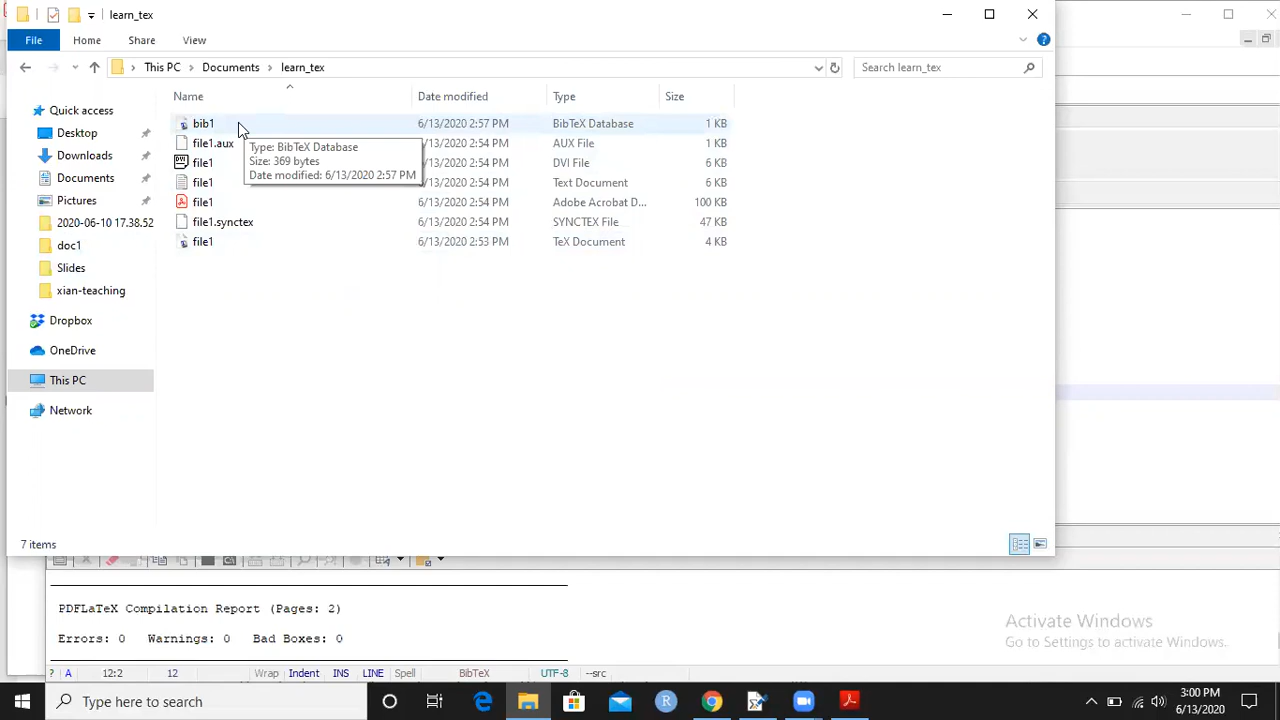 learn_tex
File Home Share View
This PC Documents learn_tex
Search learn_tex
Name Date modified Type Size
Quick access
Desktop
Downloads
Documents
Pictures
2020-06-10 17.38.52
doc1
Slides
xian-teaching
Dropbox
OneDrive
This PC
Network
bib1 6/13/2020 2:57 PM BibTeX Database 1 KB
file1.aux 6/13/2020 2:54 PM AUX File 1 KB
file1 6/13/2020 2:54 PM DVI File 6 KB
file1 6/13/2020 2:54 PM Text Document 6 KB
file1 6/13/2020 2:54 PM Adobe Acrobat D... 100 KB
file1.synctex 6/13/2020 2:54 PM SYNCTEX File 47 KB
file1 6/13/2020 2:53 PM TeX Document 4 KB
Type: BibTeX Database
Size: 369 bytes
Date modified: 6/13/2020 2:57 PM
7 items
PDFLaTeX Compilation Report (Pages: 2)
Errors: 0 Warnings: 0 Bad Boxes: 0
Activate Windows
Go to Settings to activate Windows.
? A 12:2 12 Wrap Indent INS LINE Spell BibTeX UTF-8 --src
Type here to search
3:00 PM
6/13/2020